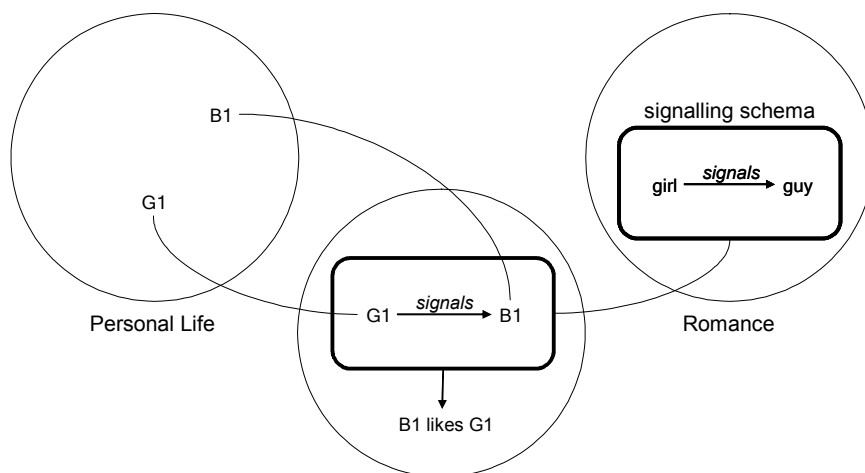 B1
G1
Personal Life
signalling schema
girl signals guy
Romance
G1 signals B1
B1 likes G1